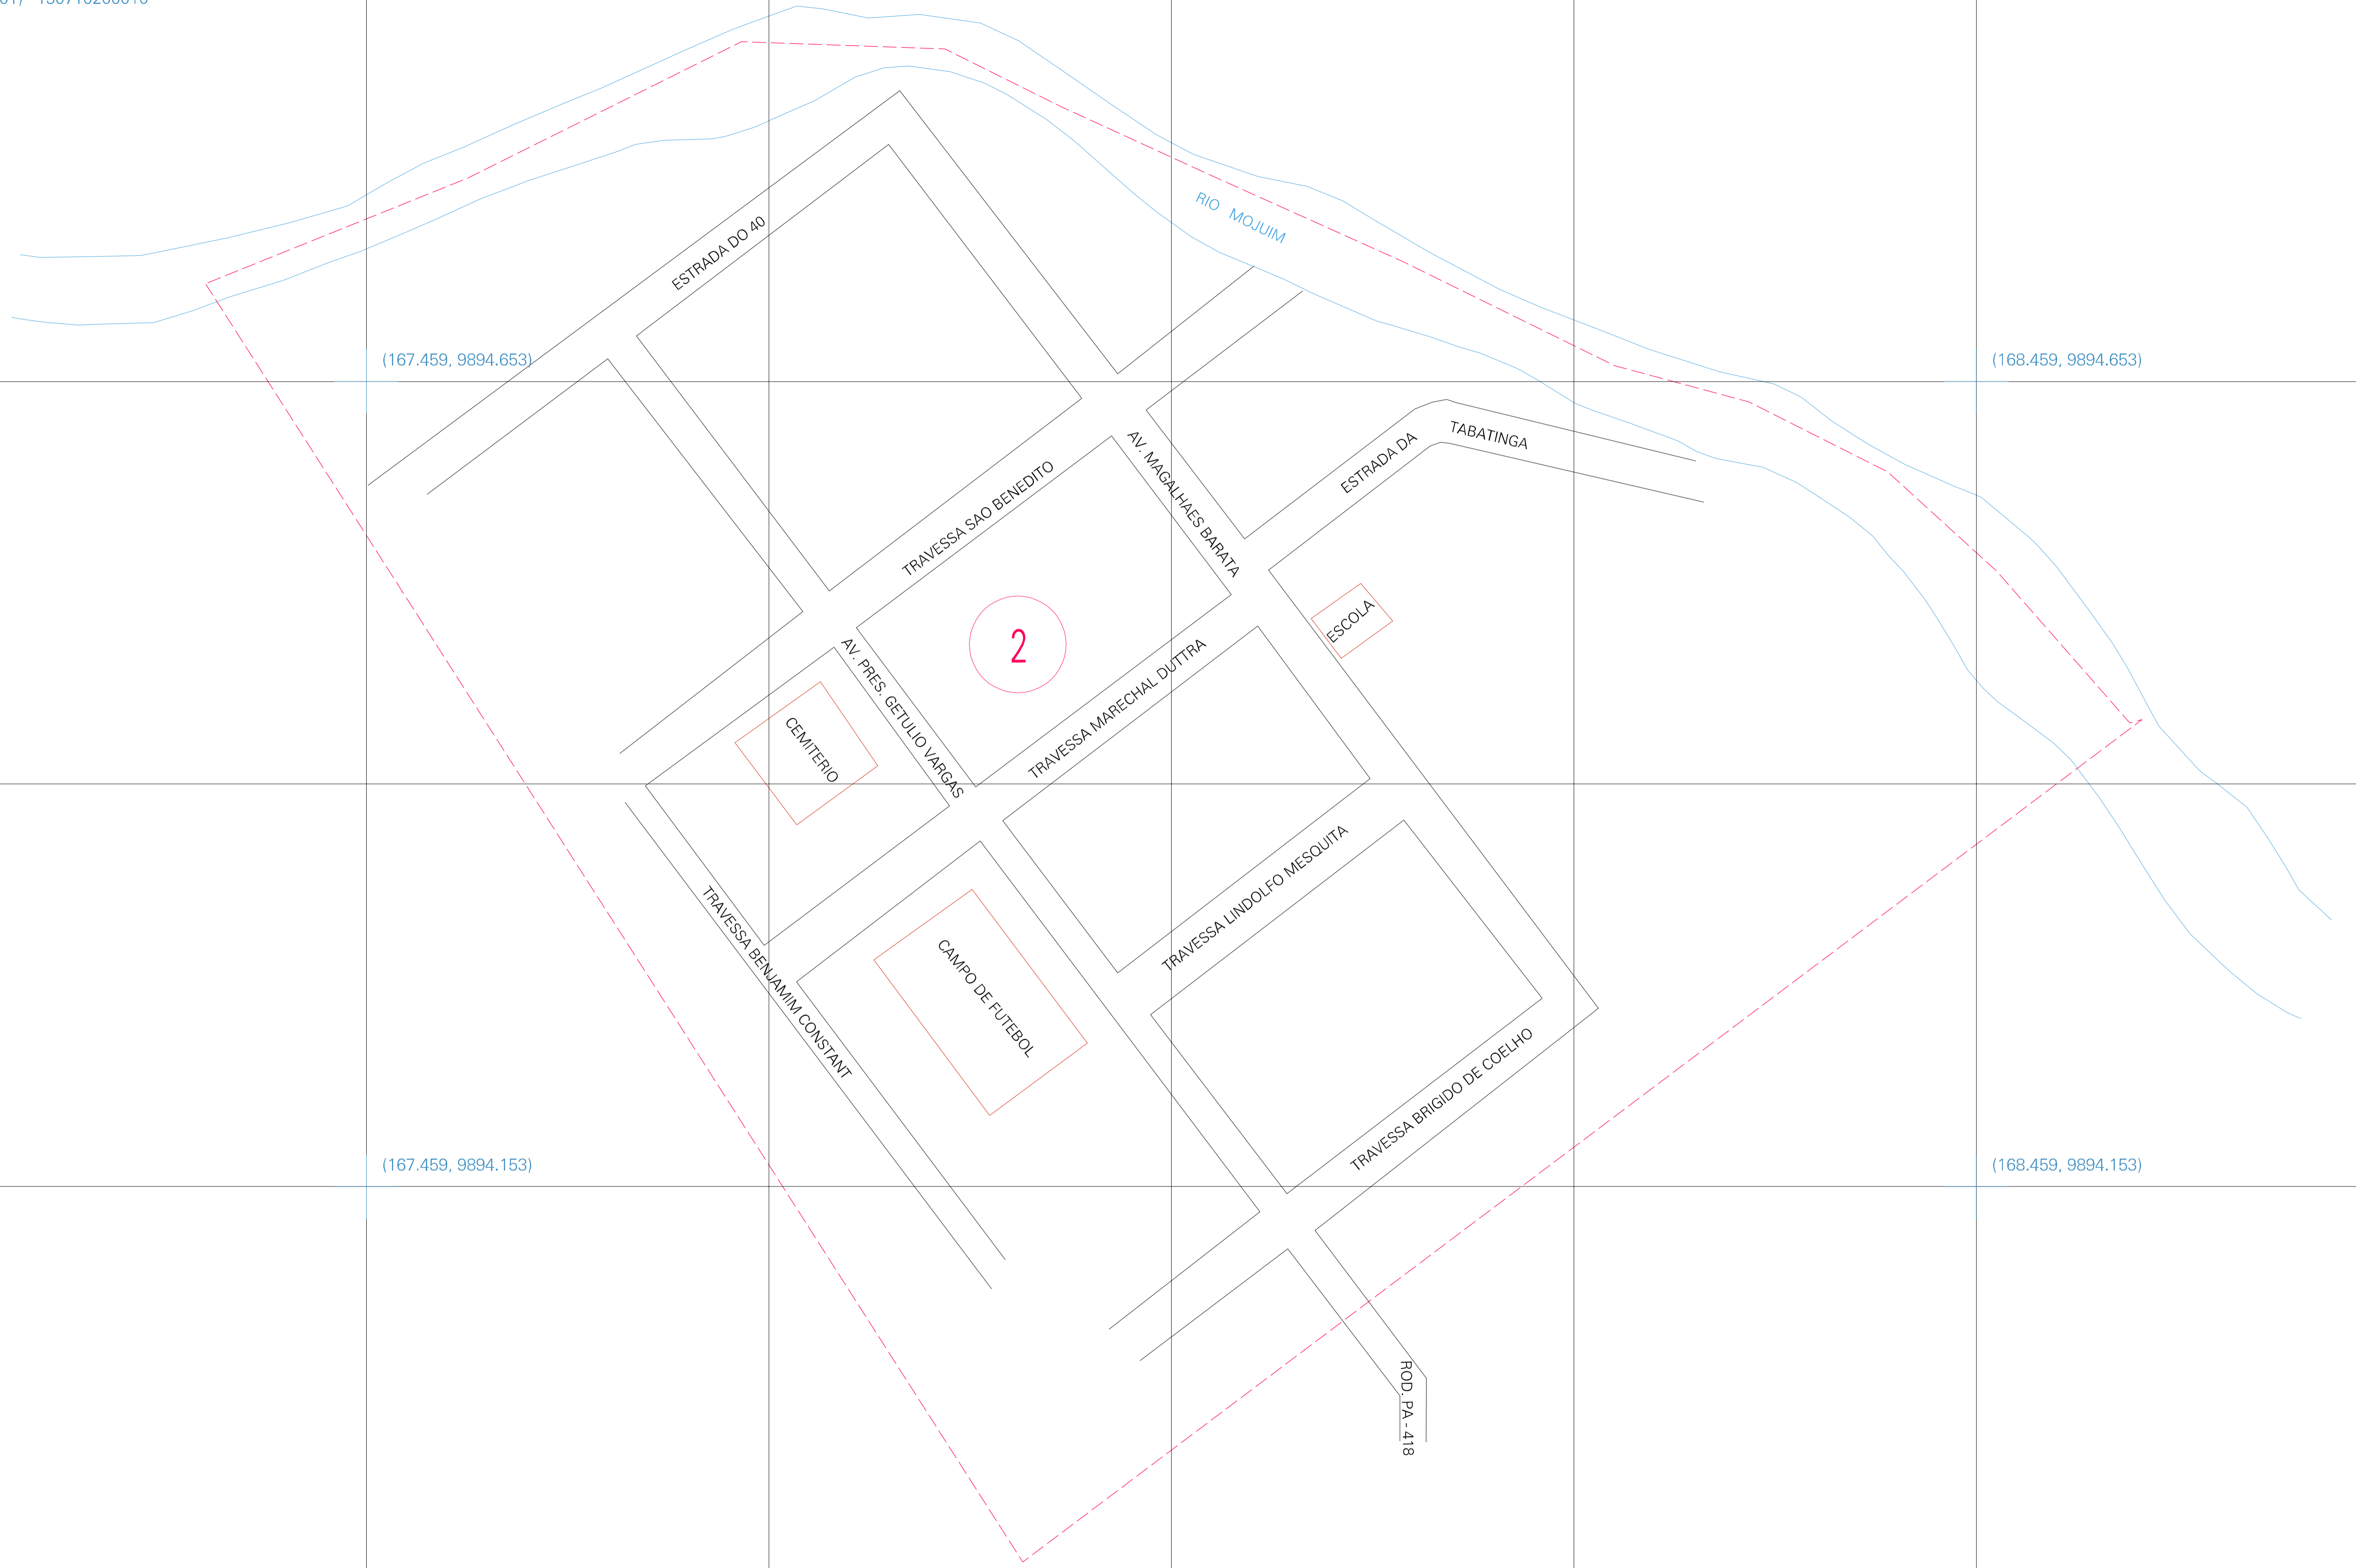 ESTRADA DO 40
RIO MOJUIM
(167.459, 9894.653)
(168.459, 9894.653)
ESTRADA DA
TABATINGA
AV. MAGALHAES BARATA
TRAVESSA SAO BENEDITO
ESCOLA
2
AV. PRES. GETULIO VARGAS
TRAVESSA MARECHAL DUTTRA
CEMITERIO
TRAVESSA LINDOLFO MESQUITA
TRAVESSA BENJAMIM CONSTANT
CAMPO DE FUTEBOL
TRAVESSA BRIGIDO DE COELHO
(167.459, 9894.153)
(168.459, 9894.153)
ROD. PA - 418